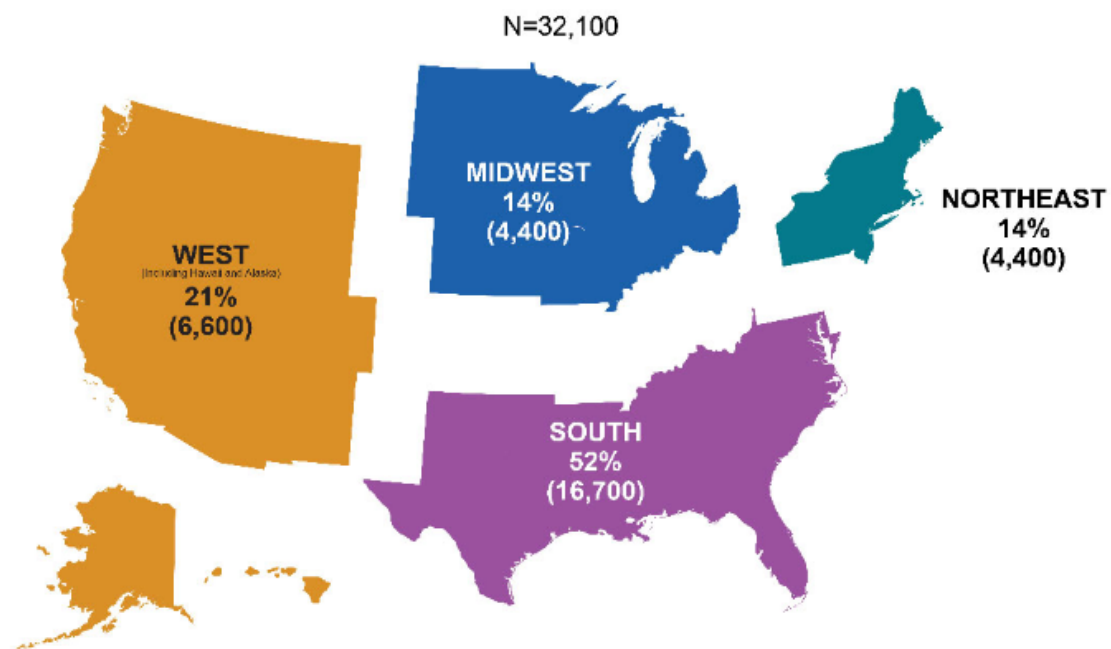 N=32,100
MIDWEST
14%
(4,400)
NORTHEAST
14%
(4,400)
WEST
(Including Hawaii and Alaska)
21%
(6,600)
SOUTH
52%
(16,700)